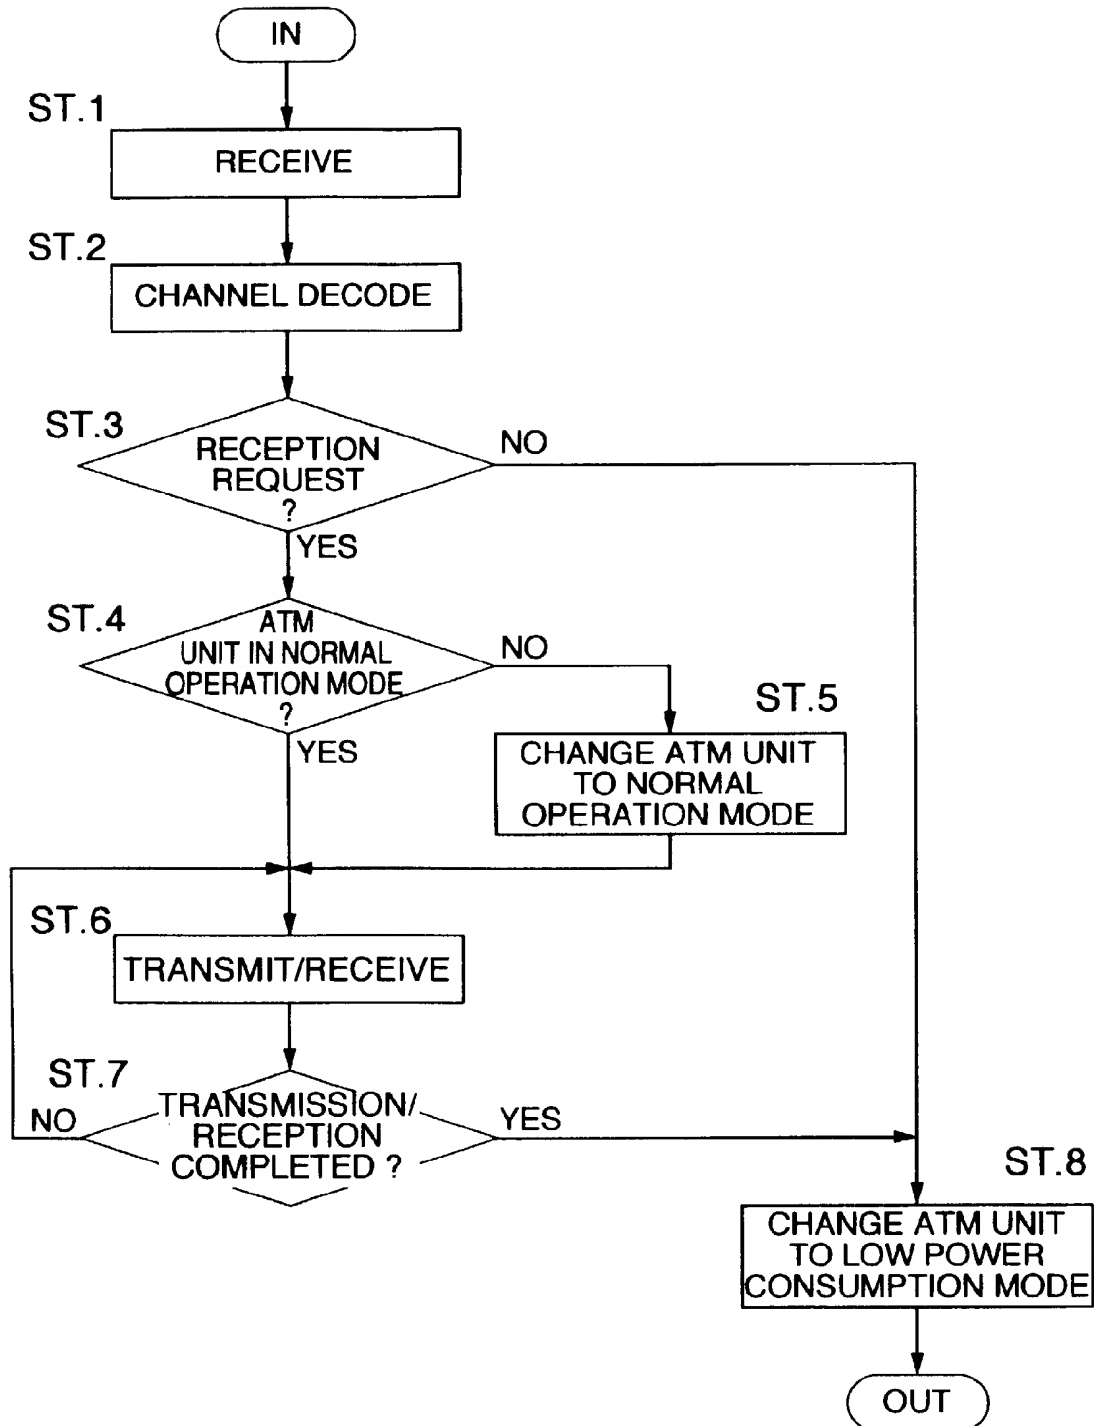 IN
ST.1
RECEIVE
ST.2
CHANNEL DECODE
ST.3
RECEPTION
REQUEST
?
NO
YES
ST.4
ATM
UNIT IN NORMAL
OPERATION MODE
?
NO
YES
ST.5
CHANGE ATM UNIT
TO NORMAL
OPERATION MODE
ST.6
TRANSMIT/RECEIVE
ST.7
TRANSMISSION/
RECEPTION
COMPLETED ?
NO
YES
ST.8
CHANGE ATM UNIT
TO LOW POWER
CONSUMPTION MODE
OUT